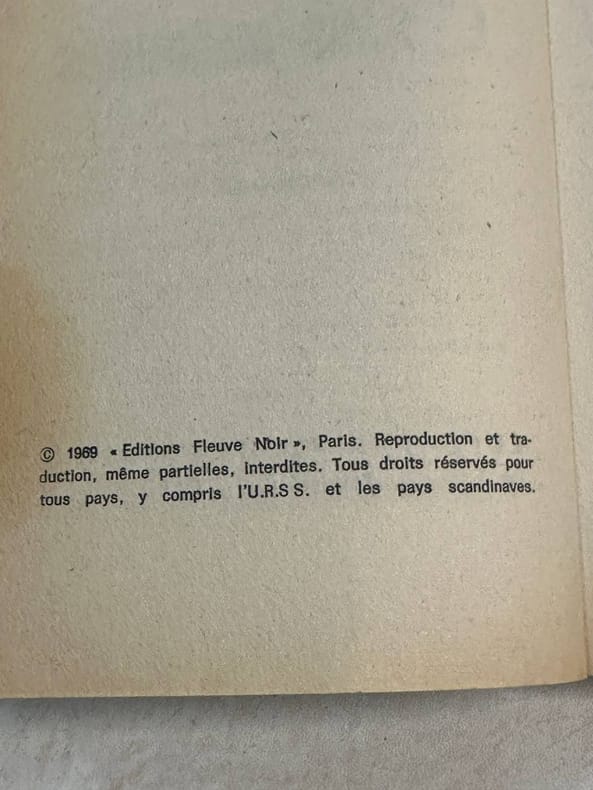 © 1969 « Editions Fleuve Noir », Paris. Reproduction et tra-
duction, même partielles, interdites. Tous droits réservés pour
tous pays, y compris l'U.R.S S. et les pays scandinaves.